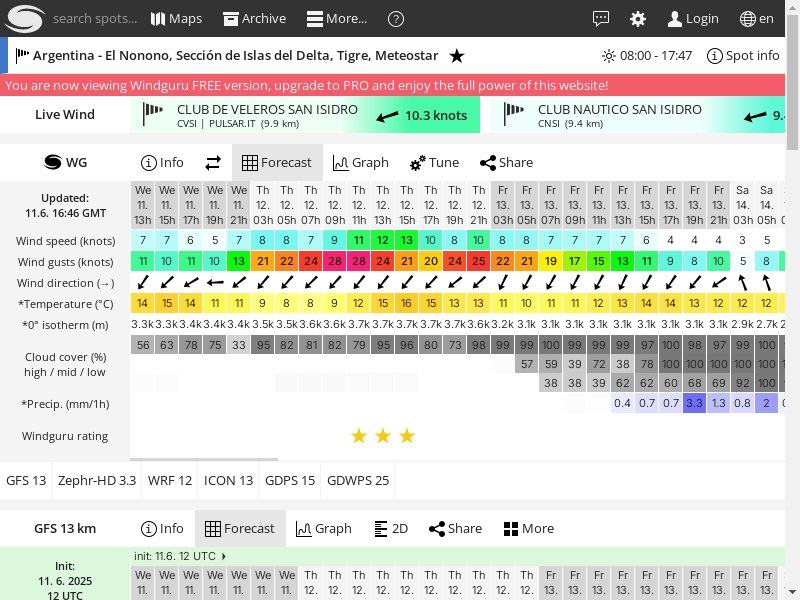 search spots... Maps Archive More... ? Login en
Argentina - El Nonono, Sección de Islas del Delta, Tigre, Meteostar ★ 08:00 - 17:47 Spot info
You are now viewing Windguru FREE version, upgrade to PRO and enjoy the full power of this website!
Live Wind
CLUB DE VELEROS SAN ISIDRO
CVSI | PULSAR.IT (9.9 km)
10.3 knots
CLUB NAUTICO SAN ISIDRO
CNSI (9.4 km)
WG Info Forecast Graph Tune Share
Updated:
11.6. 16:46 GMT
We We We We We Th Th Th Th Th Th Th Th Th Th Fr Fr Fr Fr Fr Fr Fr Fr Fr Fr Sa Sa
11. 11. 11. 11. 11. 12. 12. 12. 12. 12. 12. 12. 12. 12. 12. 13. 13. 13. 13. 13. 13. 13. 13. 13. 13. 14. 14.
13h 15h 17h 19h 21h 03h 05h 07h 09h 11h 13h 15h 17h 19h 21h 03h 05h 07h 09h 11h 13h 15h 17h 19h 21h 03h 05h
Wind speed (knots) 7 7 6 5 7 8 8 7 9 11 12 13 10 8 10 8 8 7 7 7 7 6 4 4 4 3 5
Wind gusts (knots) 11 10 11 10 13 21 22 24 28 28 24 21 20 24 25 22 21 19 17 15 13 11 9 8 10 5 8
Wind direction (→)
*Temperature (°C) 14 15 14 11 11 9 8 8 9 12 15 16 15 13 13 11 10 11 11 12 13 14 14 13 12 12 12
*0° isotherm (m) 3.3k 3.3k 3.4k 3.4k 3.4k 3.5k 3.5k 3.6k 3.6k 3.7k 3.7k 3.7k 3.7k 3.7k 3.6k 3.2k 3.1k 3.1k 3.1k 3.1k 3.1k 3.1k 3.1k 3.1k 3.1k 2.9k 2.7k
Cloud cover (%)
high / mid / low
56 63 78 75 33 95 82 81 82 79 95 96 80 73 98 99 99 100 99 99 99 97 100 98 97 99 100
57 59 39 72 38 78 100 100 100 100 100
38 38 39 62 62 60 68 69 92 100
*Precip. (mm/1h) 0.4 0.7 0.7 3.3 1.3 0.8 2
Windguru rating ★ ★ ★
GFS 13 Zephr-HD 3.3 WRF 12 ICON 13 GDPS 15 GDWPS 25
GFS 13 km Info Forecast Graph 2D Share More
Init:
11. 6. 2025
12 UTC
init: 11.6. 12 UTC
We We We We We We We Th Th Th Th Th Th Th Th Th Th Fr Fr Fr Fr Fr Fr Fr Fr Fr Fr
11. 11. 11. 11. 11. 11. 11. 12. 12. 12. 12. 12. 12. 12. 12. 12. 12. 13. 13. 13. 13. 13. 13. 13. 13. 13. 13.